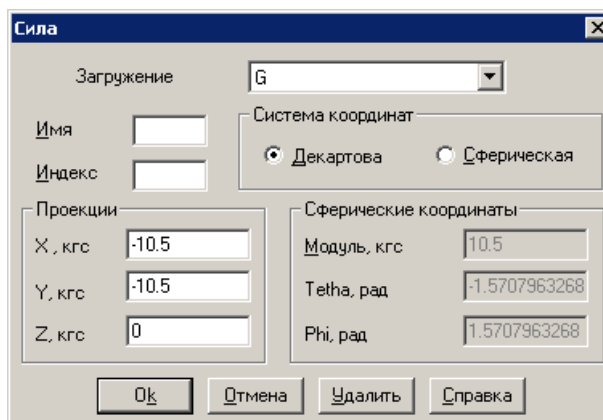 Сила
Загружение G
Имя
Индекс
Система координат
Декартова Сферическая
Проекции
X , кгс -10.5
Y, кгс -10.5
Z, кгс 0
Сферические координаты
Модуль, кгс 10.5
Tetha, рад -1.5707963268
Phi, рад 1.5707963268
Ok Отмена Удалить Справка